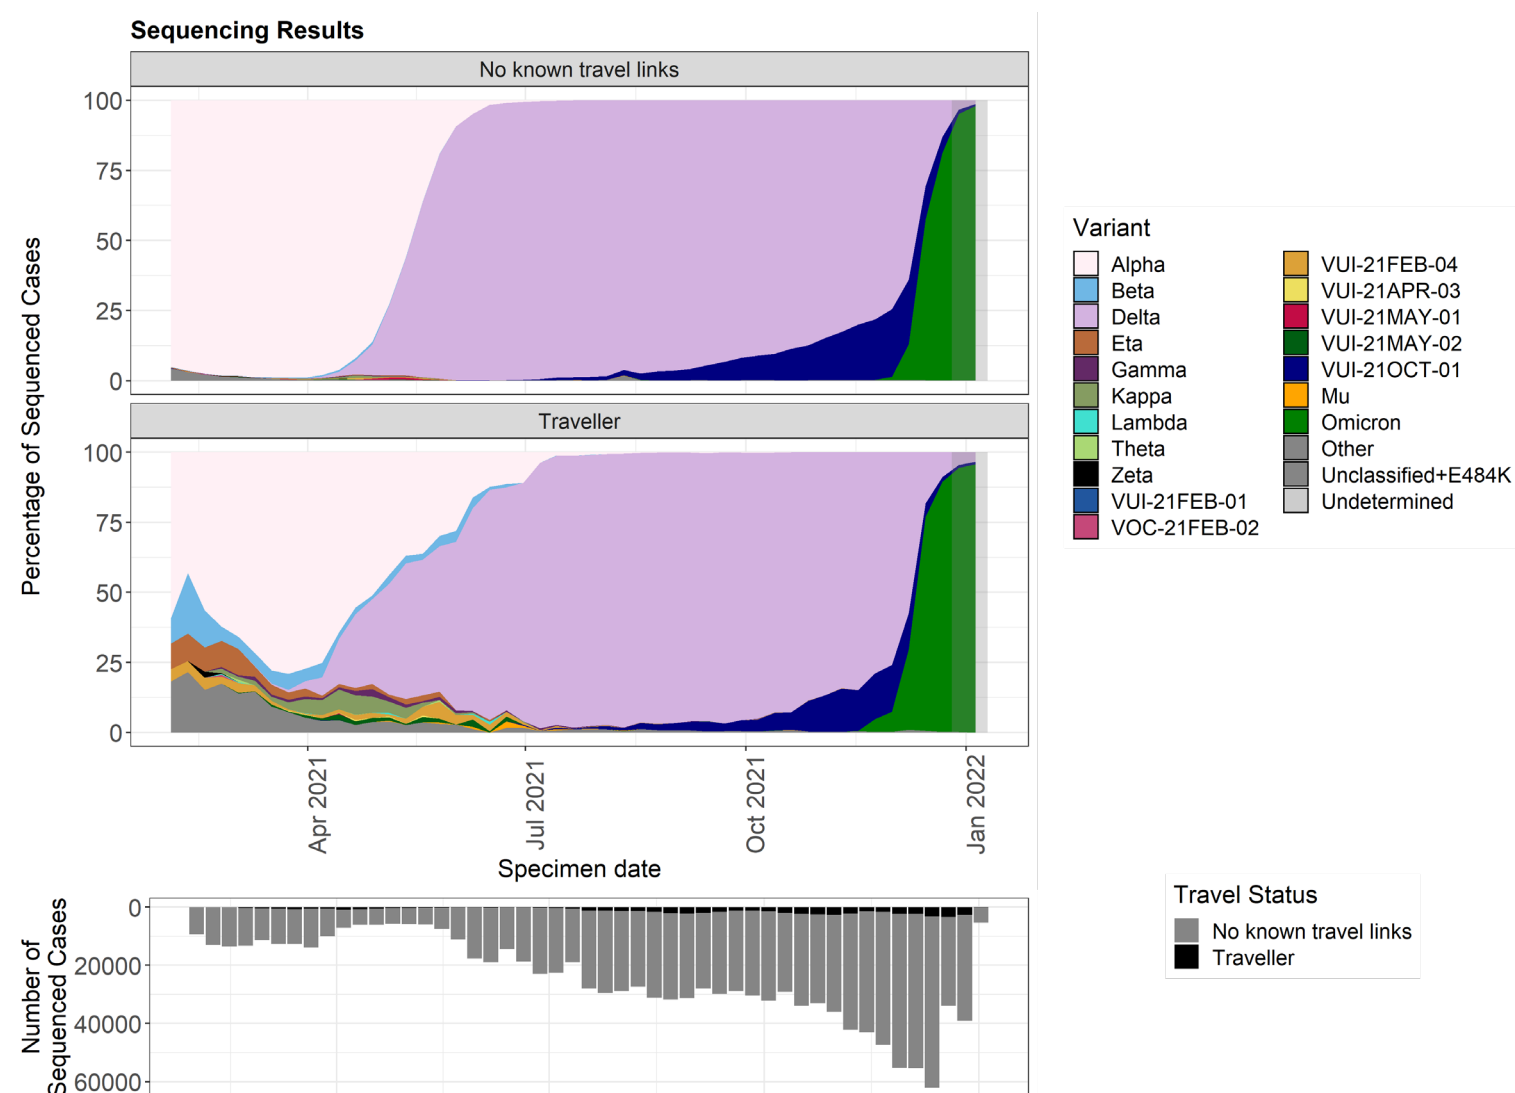 Sequencing Results
No known travel links
100
75
50
25
0
Traveller
100
75
50
25
0
Percentage of Sequenced Cases
Apr 2021
Jul 2021
Oct 2021
Jan 2022
Specimen date
Variant
Alpha
Beta
Delta
Eta
Gamma
Kappa
Lambda
Theta
Zeta
VUI-21FEB-01
VOC-21FEB-02
VUI-21FEB-04
VUI-21APR-03
VUI-21MAY-01
VUI-21MAY-02
VUI-21OCT-01
Mu
Omicron
Other
Unclassified+E484K
Undetermined
Number of
Sequenced Cases
0
20000
40000
60000
Travel Status
No known travel links
Traveller